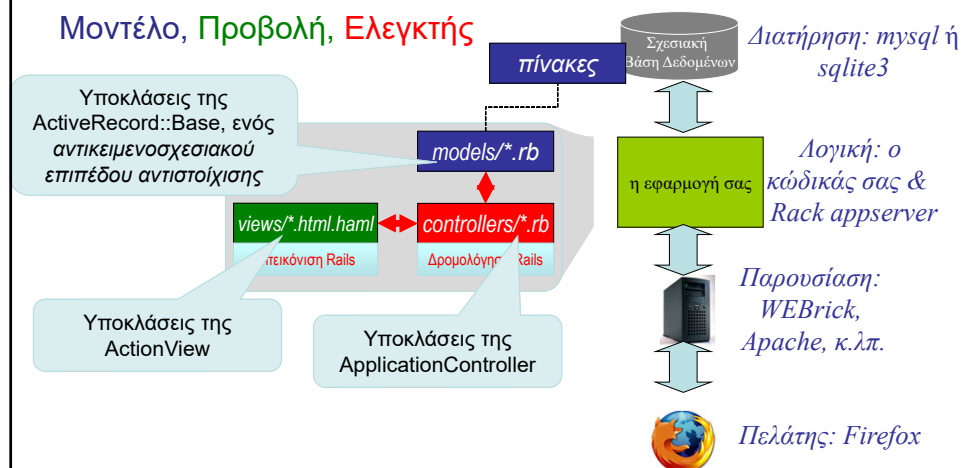 Μοντέλο, Προβολή, Ελεγκτής
Σχεσιακή
Βάση Δεδομένων
Διατήρηση: mysql ή
sqlite3
πίνακες
Υποκλάσεις της
ActiveRecord::Base, ενός
αντικειμενοσχεσιακού
επιπέδου αντιστοίχισης
models/*.rb
η εφαρμογή σας
Λογική: ο
κώδικάς σας &
Rack appserver
views/*.html.haml
controllers/*.rb
Rails
Rails
Υποκλάσεις της
ActionView
Υποκλάσεις της
ApplicationController
Παρουσίαση:
WEBrick,
Apache, κ.λπ.
Πελάτης: Firefox